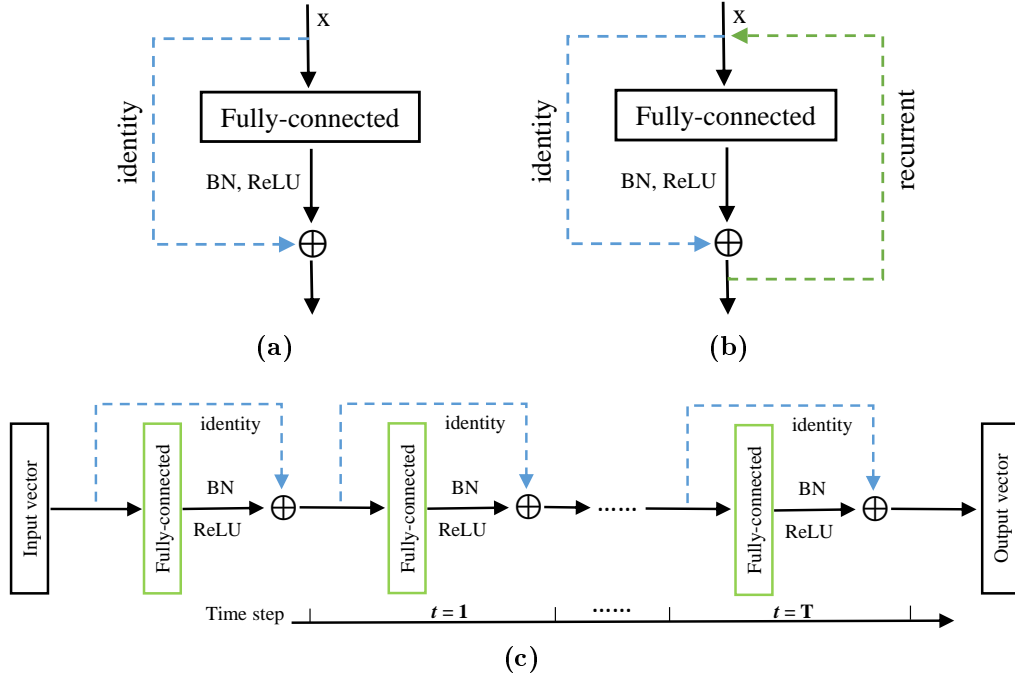 x
identity
Fully-connected
BN, ReLU
(a)
x
identity
Fully-connected
BN, ReLU
recurrent
(b)
Input vector
identity
Fully-connected
BN
ReLU
identity
Fully-connected
BN
ReLU
......
identity
Fully-connected
BN
ReLU
Output vector
Time step
t = 1
......
t = T
(c)